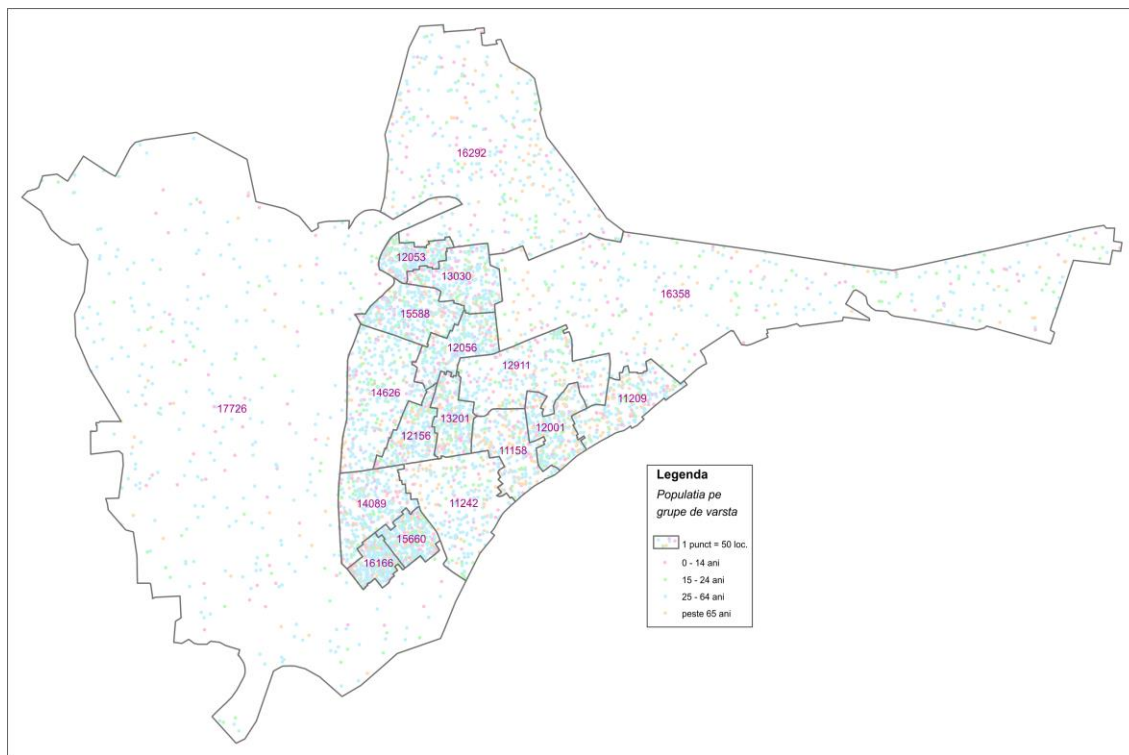 16292
12053
13030
16358
15588
12056
12911
14626
11209
17726
13201
12001
12156
11158
14089
11242
15660
16166
Legenda
Populatia pe
grupe de varsta
1 punct = 50 loc.
0 - 14 ani
15 - 24 ani
25 - 64 ani
peste 65 ani